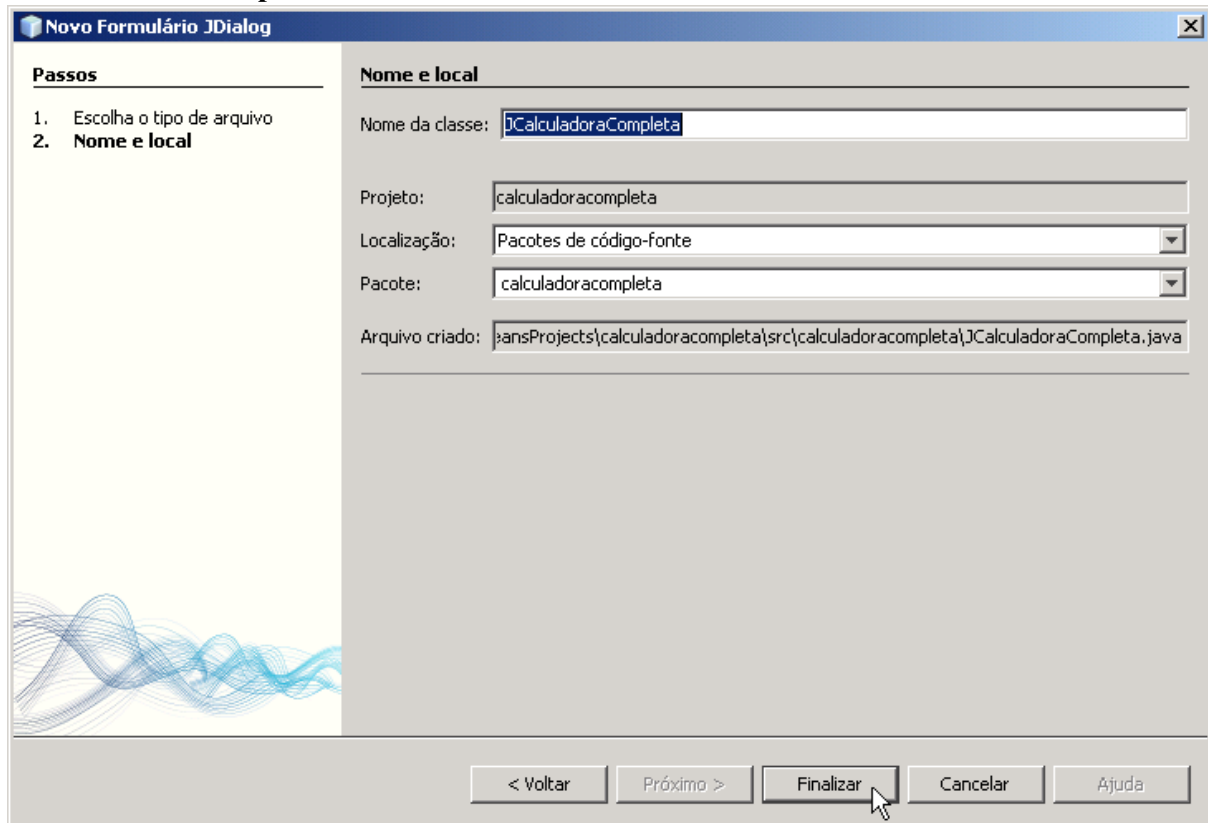 Novo Formulário JDialog
Passos
1. Escolha o tipo de arquivo
2. Nome e local
Nome e local
Nome da classe: JCalculadoraCompleta
Projeto: calculadoracompleta
Localização: Pacotes de código-fonte
Pacote: calculadoracompleta
Arquivo criado: eansProjects\calculadoracompleta\src\calculadoracompleta\JCalculadoraCompleta.java
< Voltar Próximo > Finalizar Cancelar Ajuda